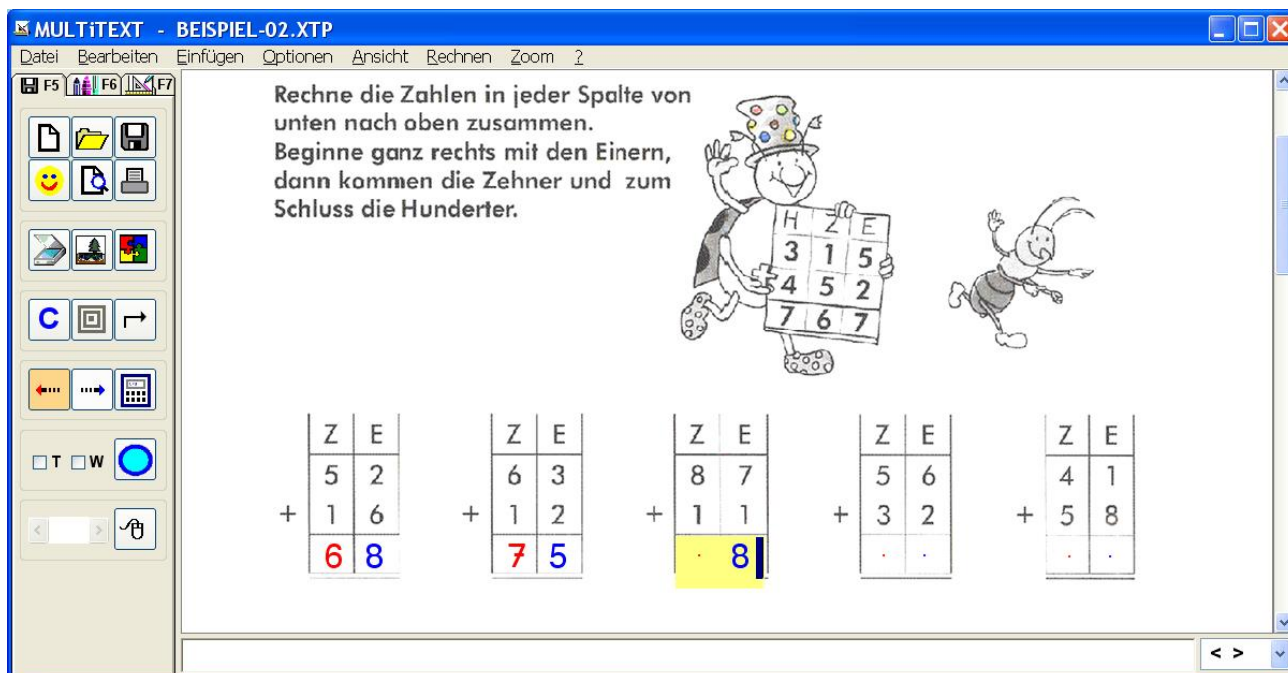 MULTiTEXT - BEISPIEL-02.XTP
Datei Bearbeiten Einfügen Optionen Ansicht Rechnen Zoom ?
F5 F6 F7
Rechne die Zahlen in jeder Spalte von
unten nach oben zusammen.
Beginne ganz rechts mit den Einern,
dann kommen die Zehner und zum
Schluss die Hunderter.
H Z E
3 1 5
+ 4 5 2
7 6 7
C
T W
Z E Z E Z E Z E Z E
5 2 6 3 8 7 5 6 4 1
+ 1 6 + 1 2 + 1 1 + 3 2 + 5 8
6 8 7 5 · 8 · · · ·
< >
< >